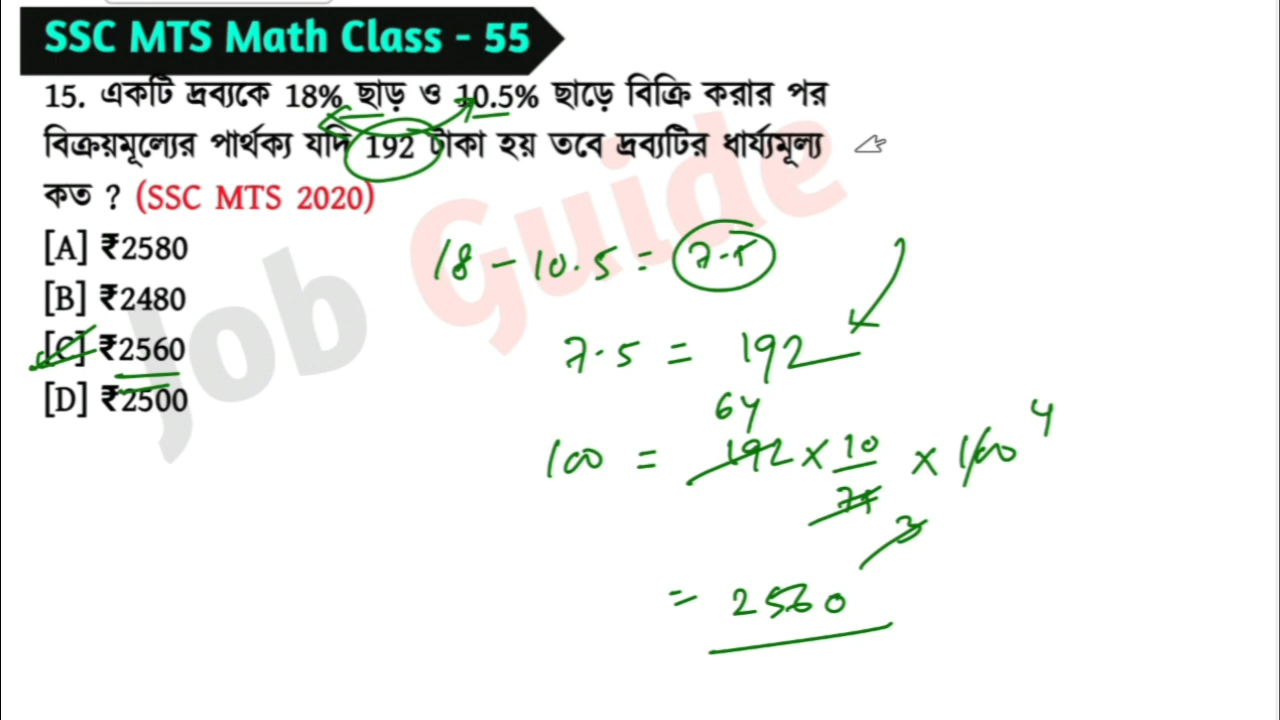 SSC MTS Math Class - 55
15. একটি দ্রব্যকে 18% ছাড় ও 10.5% ছাড়ে বিক্রি করার পর
বিক্রয়মূল্যের পার্থক্য যদি 192 টাকা হয় তবে দ্রব্যটির ধার্য্যমূল্য
কত ? (SSC MTS 2020)
[A] ₹2580
[B] ₹2480
[C] ₹2560
[D] ₹2500
Job Guide
18 - 10.5 = 7.5
7.5 = 192
64
100 = 192 × 10 × 100 4
75
3
= 2560